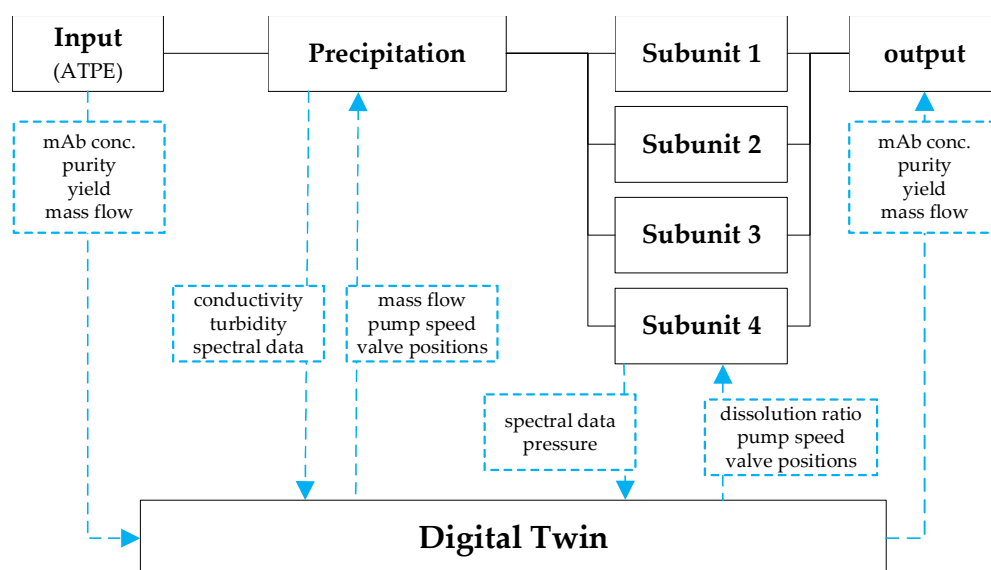 Input
(ATPE)
Precipitation
Subunit 1
output
Subunit 2
Subunit 3
Subunit 4
mAb conc.
purity
yield
mass flow
mAb conc.
purity
yield
mass flow
conductivity
turbidity
spectral data
mass flow
pump speed
valve positions
spectral data
pressure
dissolution ratio
pump speed
valve positions
Digital Twin